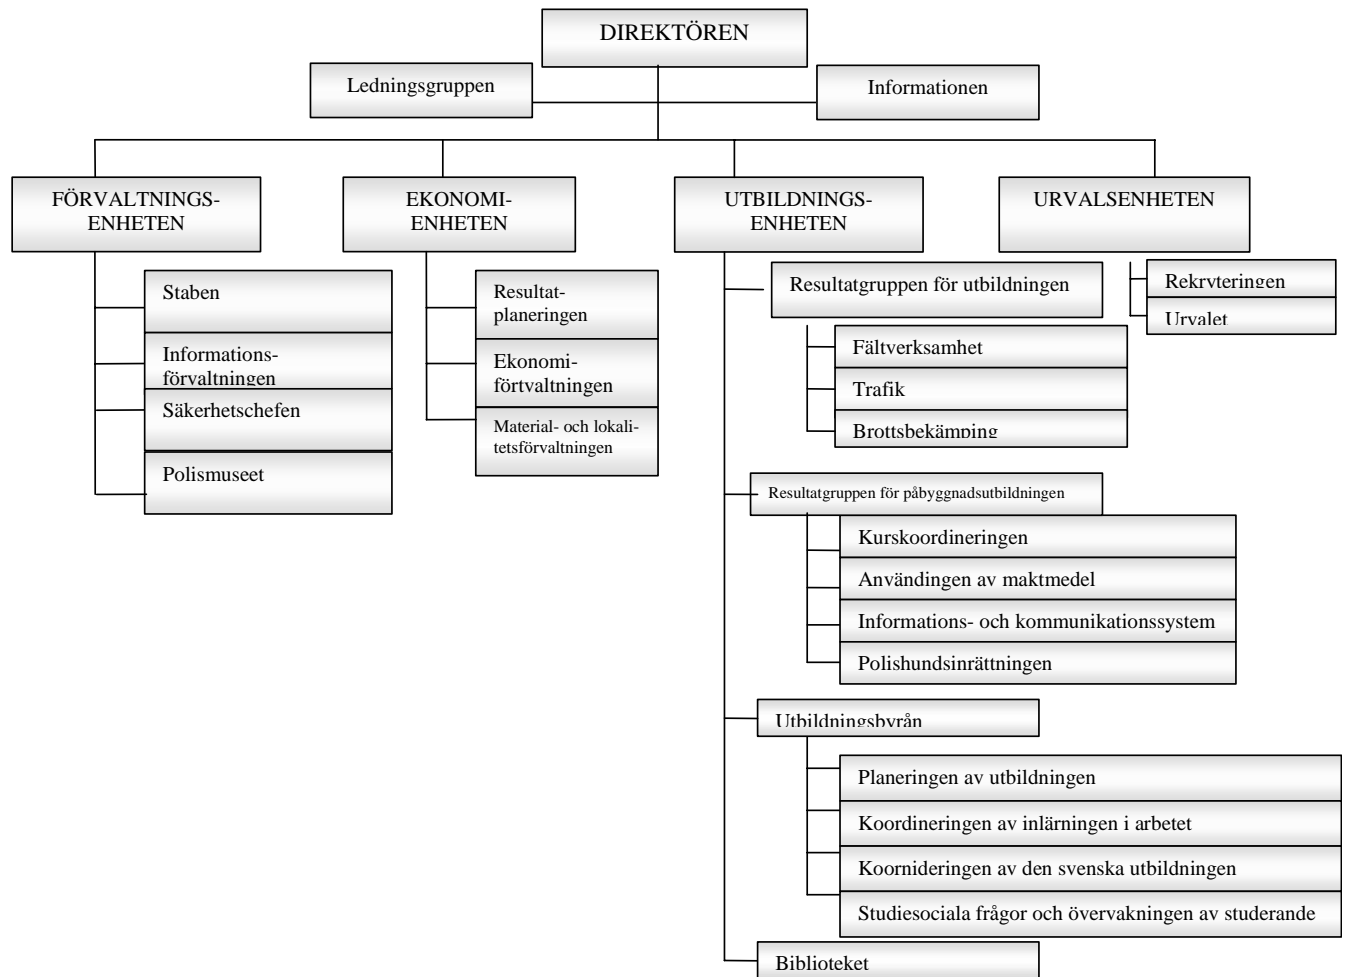 DIREKTÖREN
Ledningsgruppen
Informationen
FÖRVALTNINGS-
ENHETEN
Staben
Informations-
förvaltningen
Säkerhetschefen
Polismuseet
EKONOMI-
ENHETEN
Resultat-
planeringen
Ekonomi-
förtvaltningen
Material- och lokali-
tetsförvaltningen
UTBILDNINGS-
ENHETEN
Resultatgruppen för utbildningen
Fältverksamhet
Trafik
Brottsbekämping
Resultatgruppen för påbyggnadsutbildningen
Kurskoordineringen
Användingen av maktmedel
Informations- och kommunikationssystem
Polishundsinrättningen
Utbildningsbyrån
Planeringen av utbildningen
Koordineringen av inlärningen i arbetet
Koornideringen av den svenska utbildningen
Studiesociala frågor och övervakningen av studerande
Biblioteket
URVALSENHETEN
Rekryteringen
Urvalet